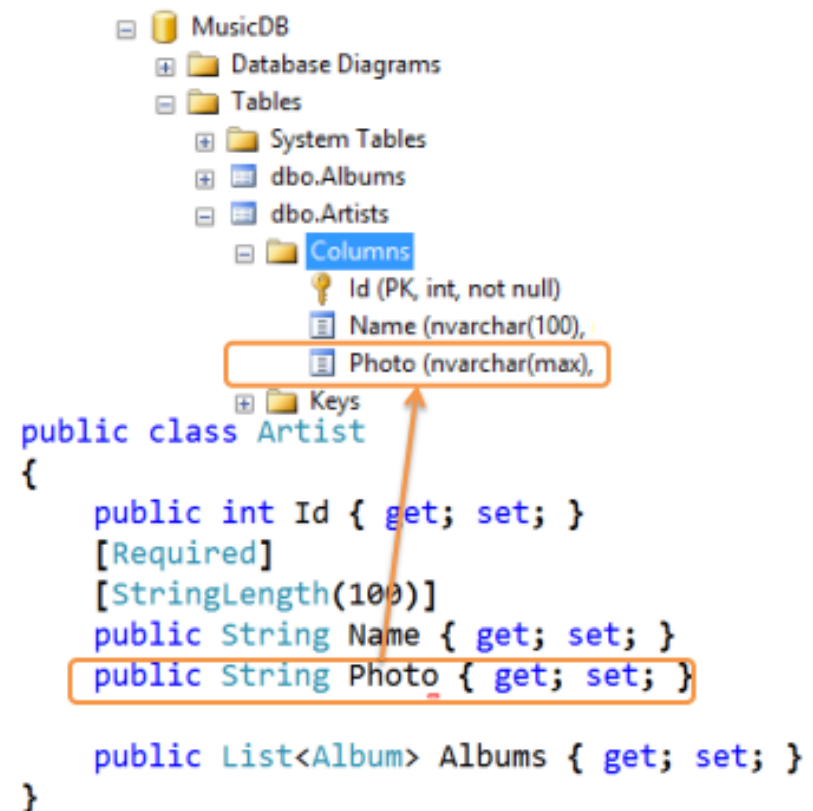 MusicDB
Database Diagrams
Tables
System Tables
dbo.Albums
dbo.Artists
Columns
Id (PK, int, not null)
Name (nvarchar(100),
Photo (nvarchar(max),
Keys
public class Artist
{
public int Id { get; set; }
[Required]
[StringLength(100)]
public String Name { get; set; }
public String Photo { get; set; }
public List<Album> Albums { get; set; }
}